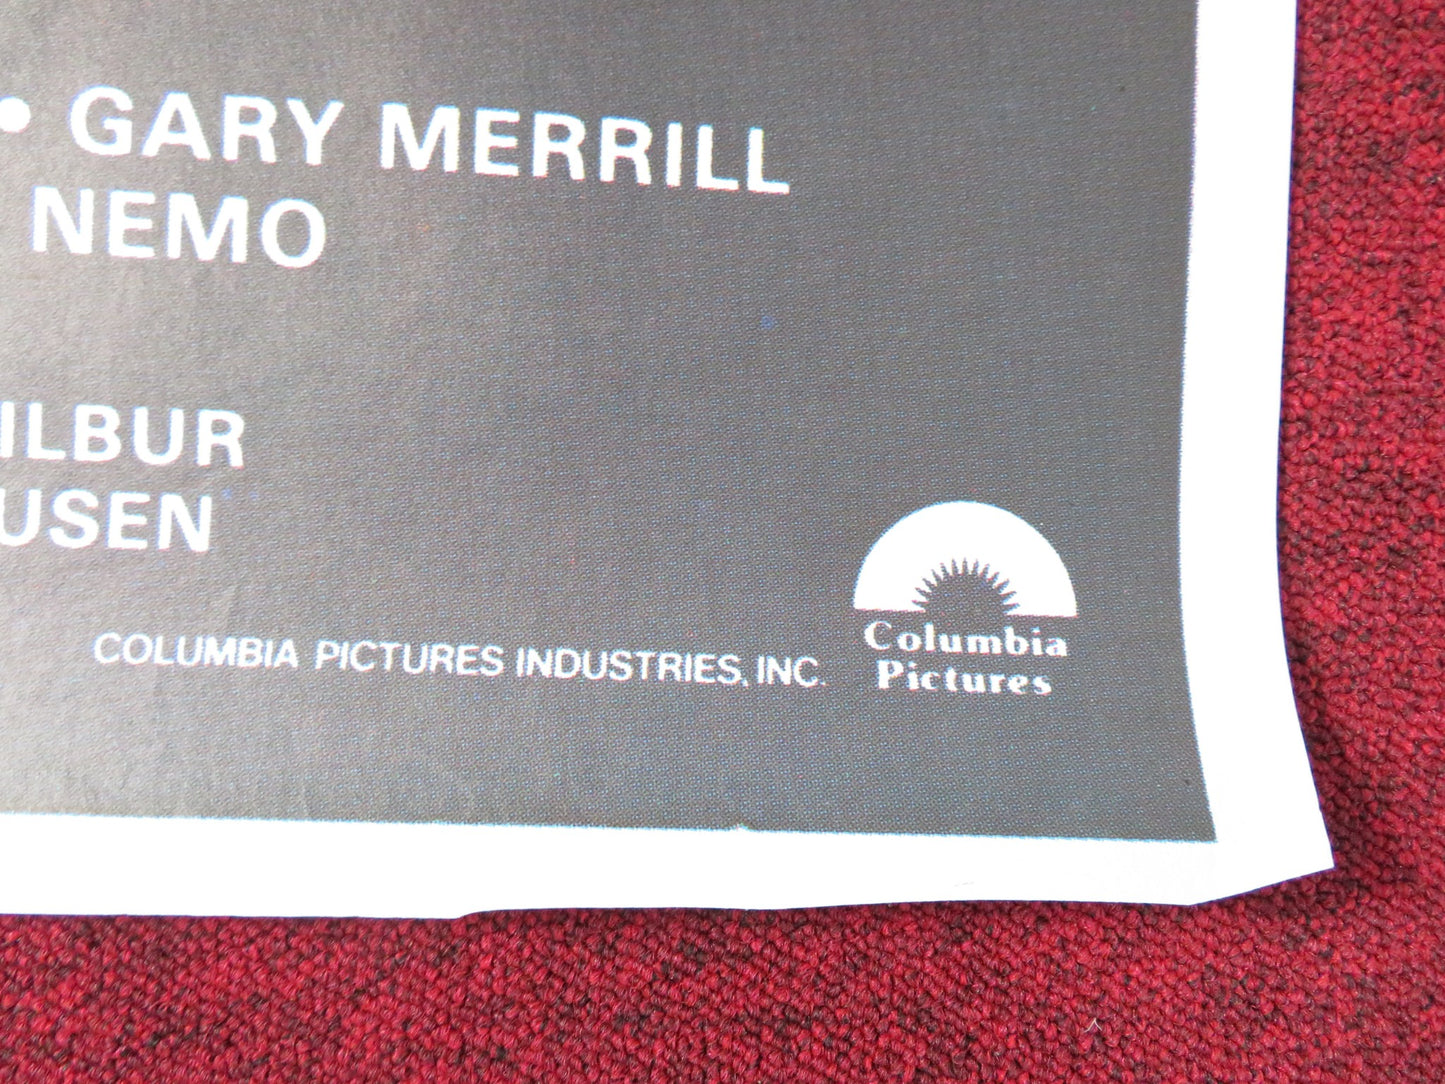 • GARY MERRILL
NEMO
ILBUR
USEN
COLUMBIA PICTURES INDUSTRIES, INC.
Columbia
Pictures